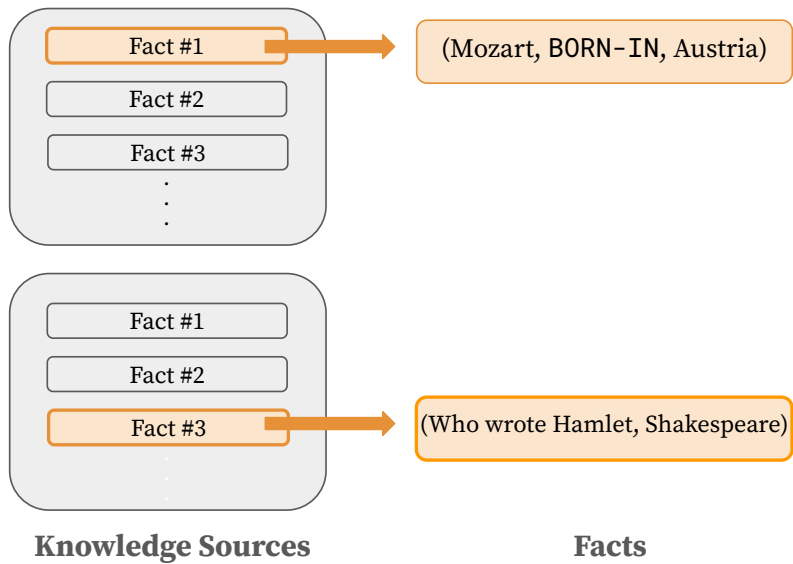 Fact #1
(Mozart, BORN-IN, Austria)
Fact #2
Fact #3
Fact #1
Fact #2
Fact #3
(Who wrote Hamlet, Shakespeare)
Knowledge Sources
Facts